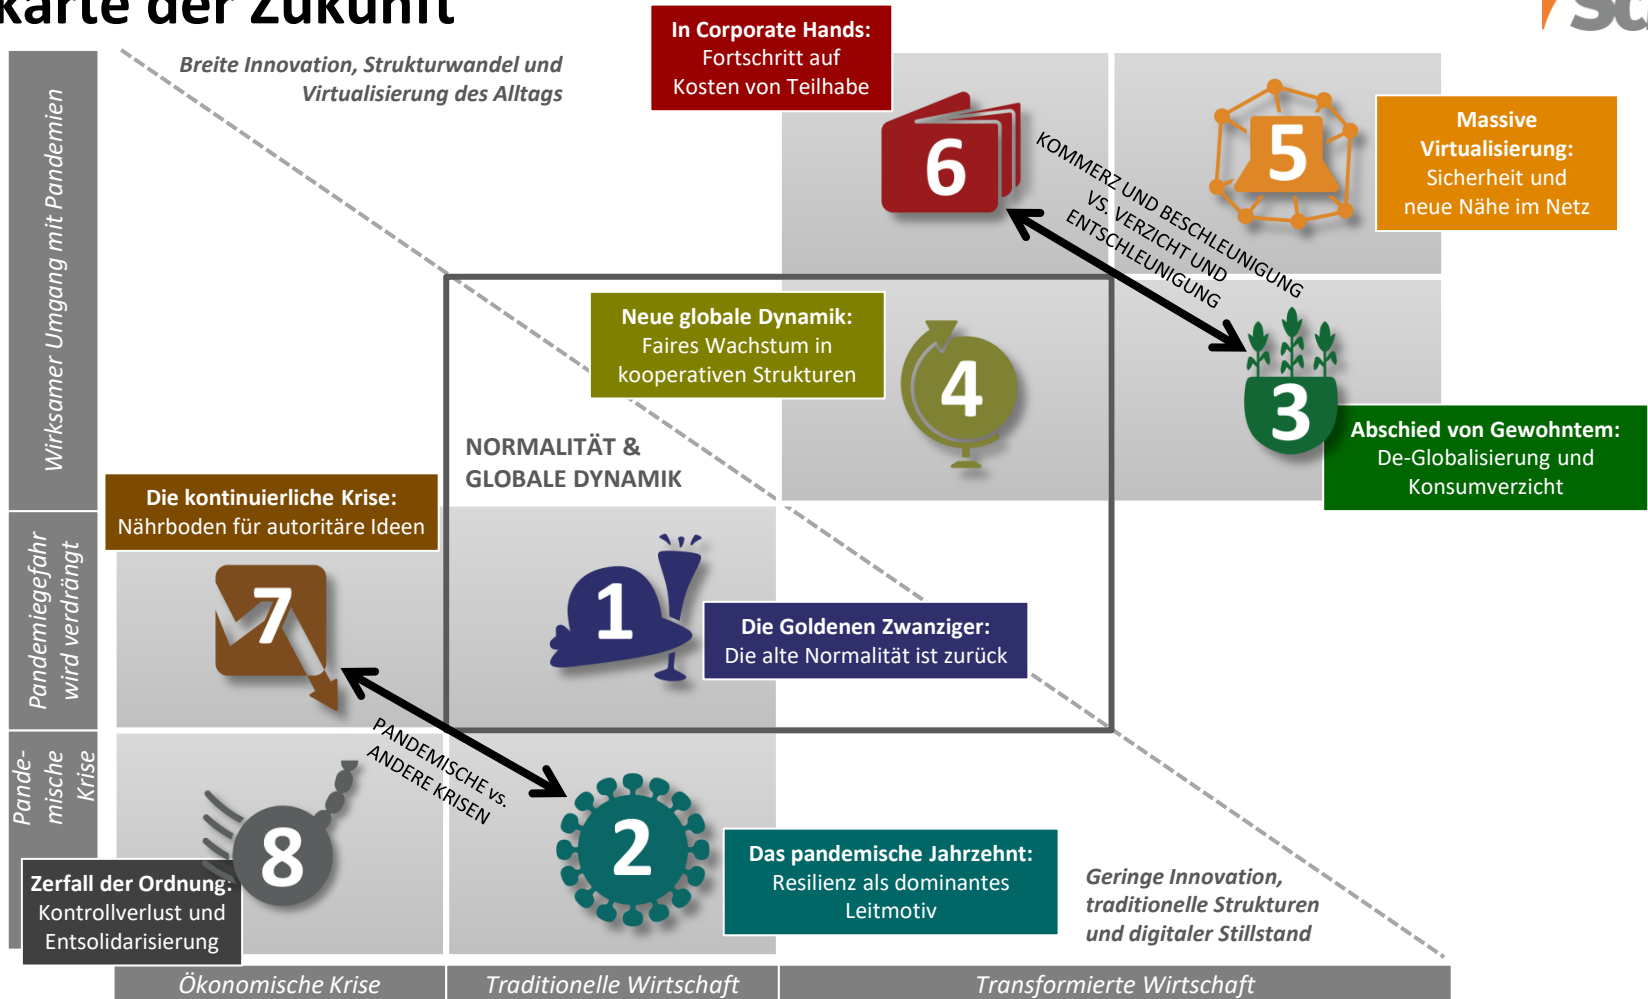 karte der Zukunft
Breite Innovation, Strukturwandel und
Virtualisierung des Alltags
In Corporate Hands:
Fortschritt auf
Kosten von Teilhabe
6
5
Massive
Virtualisierung:
Sicherheit und
neue Nähe im Netz
KOMMERZ UND BESCHLEUNIGUNG
VS. VERZICHT UND
ENTSCHLEUNIGUNG
Wirksamer Umgang mit Pandemien
Neue globale Dynamik:
Faires Wachstum in
kooperativen Strukturen
4
3
Abschied von Gewohntem:
De-Globalisierung und
Konsumverzicht
NORMALITÄT &
GLOBALE DYNAMIK
Die kontinuierliche Krise:
Nährboden für autoritäre Ideen
Pandemiegefahr
wird verdrängt
7
1
Die Goldenen Zwanziger:
Die alte Normalität ist zurück
PANDEMISCHE vs.
ANDERE KRISEN
Pande-
mische
Krise
8
2
Zerfall der Ordnung:
Kontrollverlust und
Entsolidarisierung
Das pandemische Jahrzehnt:
Resilienz als dominantes
Leitmotiv
Geringe Innovation,
traditionelle Strukturen
und digitaler Stillstand
Ökonomische Krise
Traditionelle Wirtschaft
Transformierte Wirtschaft